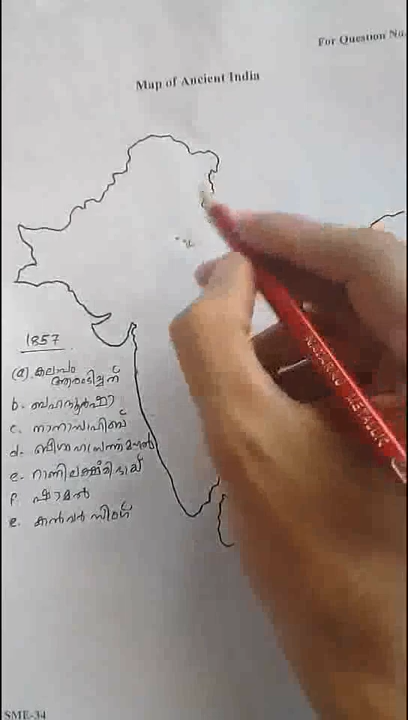 For Question No.
Map of Ancient India
1857
(a). കലാപം
ആരംഭിച്ചത്
b. ബഹദൂർഷാ
c. നാനാസാഹിബ്
d. ബീഗംഹസ്രത്ത്മഹൽ
e. റാണിലക്ഷ്മിഭായ്
f. ഷാമൽ
g. കൻവർ സിങ്
SME-34